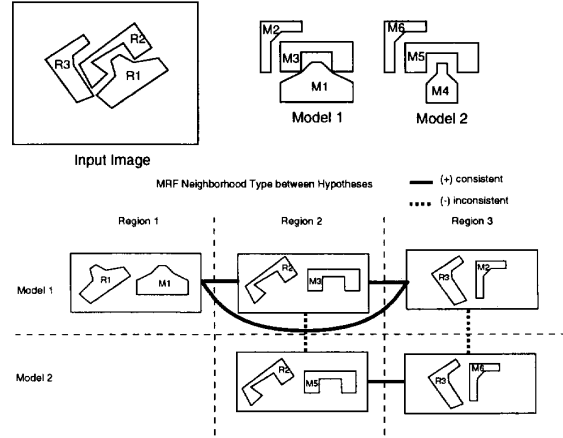 R3
R2
R1
M2
M3
M1
M6
M5
M4
Model 1
Model 2
Input Image
MRF Neighborhood Type between Hypotheses
(+) consistent
(-) inconsistent
Region 1
Region 2
Region 3
Model 1
R1
M1
R2
M3
R3
M2
Model 2
R2
M5
R3
M6